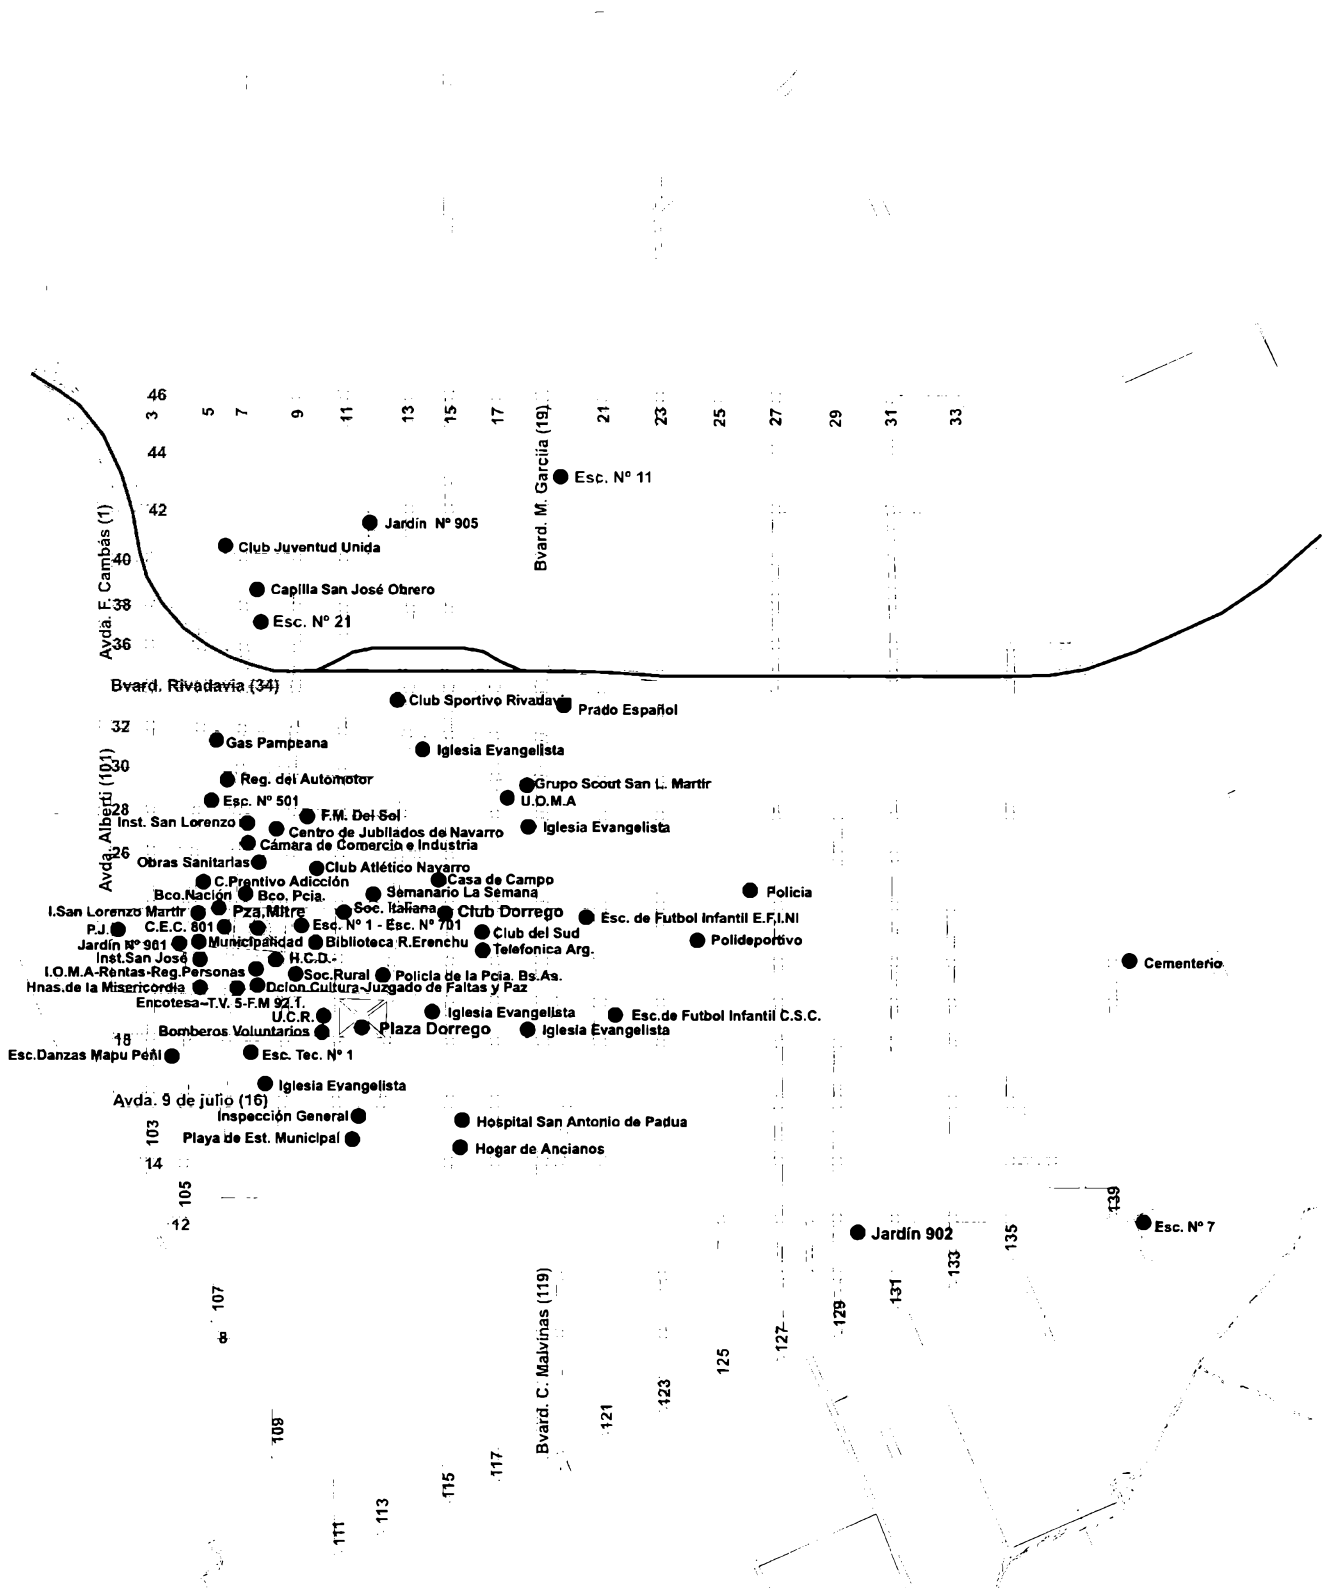 46
3 5 7 9 11 13 15 17 Bvard. M. Garciía (19) 21 23 25 27 29 31 33
44
Esc. Nº 11
42
Jardín Nº 905
Avda. F. Cambás (1)
Club Juventud Unida
40
Capilla San José Obrero
38
Esc. Nº 21
36
Bvard. Rivadavia (34)
Club Sportivo Rivadavia
Prado Español
32
Gas Pampeana
Iglesia Evangelista
30
Avda. Alberti (101)
Reg. del Automotor
Grupo Scout San L. Martír
Esc. Nº 501
U.O.M.A
28
F.M. Del Sol
Inst. San Lorenzo
Iglesia Evangelista
Centro de Jubilados de Navarro
Cámara de Comercio e Industria
26
Obras Sanitarias
Club Atlético Navarro
C.Prentivo Adicción
Casa de Campo
Bco.Nación
Bco. Pcia.
Semanario La Semana
Policia
I.San Lorenzo Martir
Pza.Mitre
Soc. Italiana
Club Dorrego
Esc. de Futbol Infantil E.F.I.NI
P.J.
C.E.C. 801
Esc. Nº 1 - Esc. Nº 701
Club del Sud
Jardín Nº 901
Municipalidad
Biblioteca R.Erenchu
Polideportivo
Telefonica Arg.
Inst.San José
H.C.D.
Cementerio
I.O.M.A-Rentas-Reg.Personas
Soc.Rural
Policia de la Pcia. Bs.As.
Hnas.de la Misericordia
Dcion Cultura-Juzgado de Faltas y Paz
Encotesa-T.V. 5-F.M 92.1.
U.C.R.
Iglesia Evangelista
Esc.de Futbol Infantil C.S.C.
Bomberos Voluntarios
Plaza Dorrego
Iglesia Evangelista
18
Esc.Danzas Mapu Peñi
Esc. Tec. Nº 1
Iglesia Evangelista
Avda. 9 de julio (16)
Inspección General
Hospital San Antonio de Padua
103
Playa de Est. Municipal
Hogar de Ancianos
14
105
139
12
Jardín 902
Esc. Nº 7
135
133
107
131
129
8
127
Bvard. C. Malvinas (119)
125
123
121
109
117
115
113
111